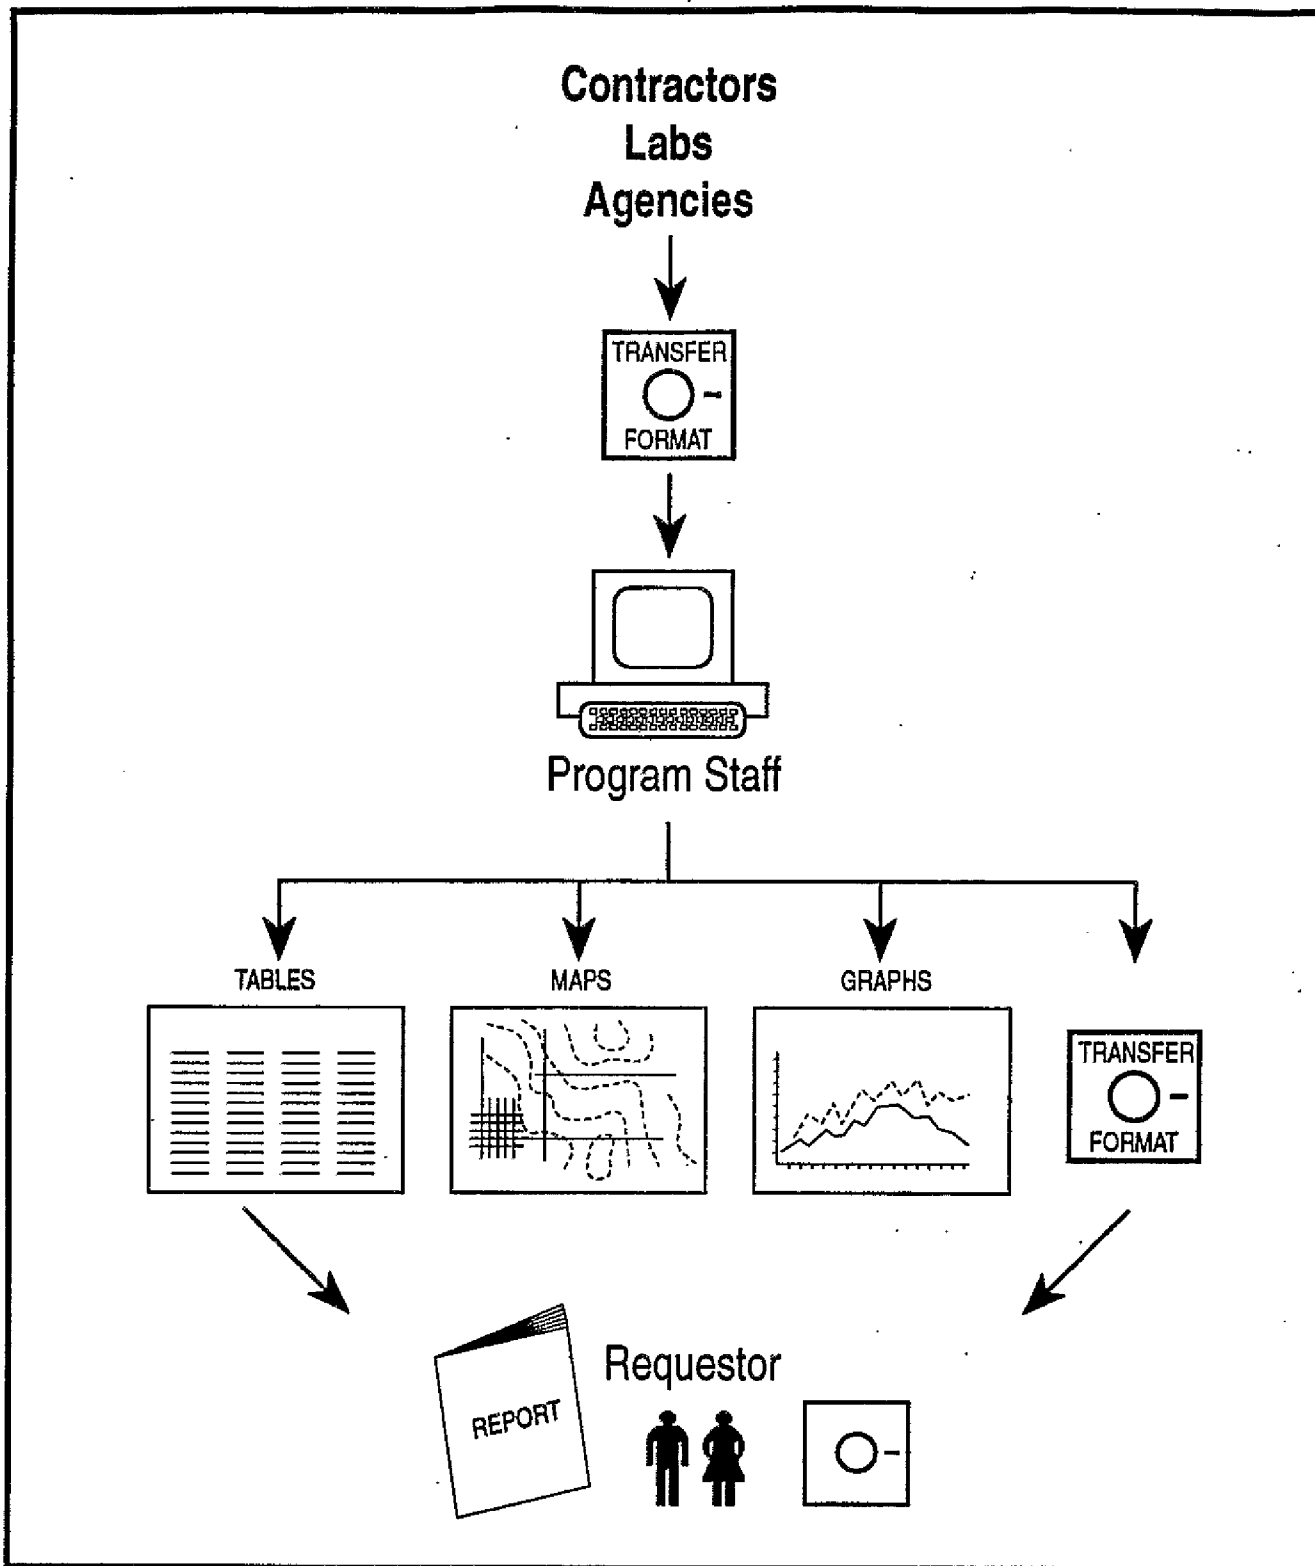 Contractors
Labs
Agencies
TRANSFER
FORMAT
Program Staff
TABLES
MAPS
GRAPHS
TRANSFER
FORMAT
Requestor
REPORT